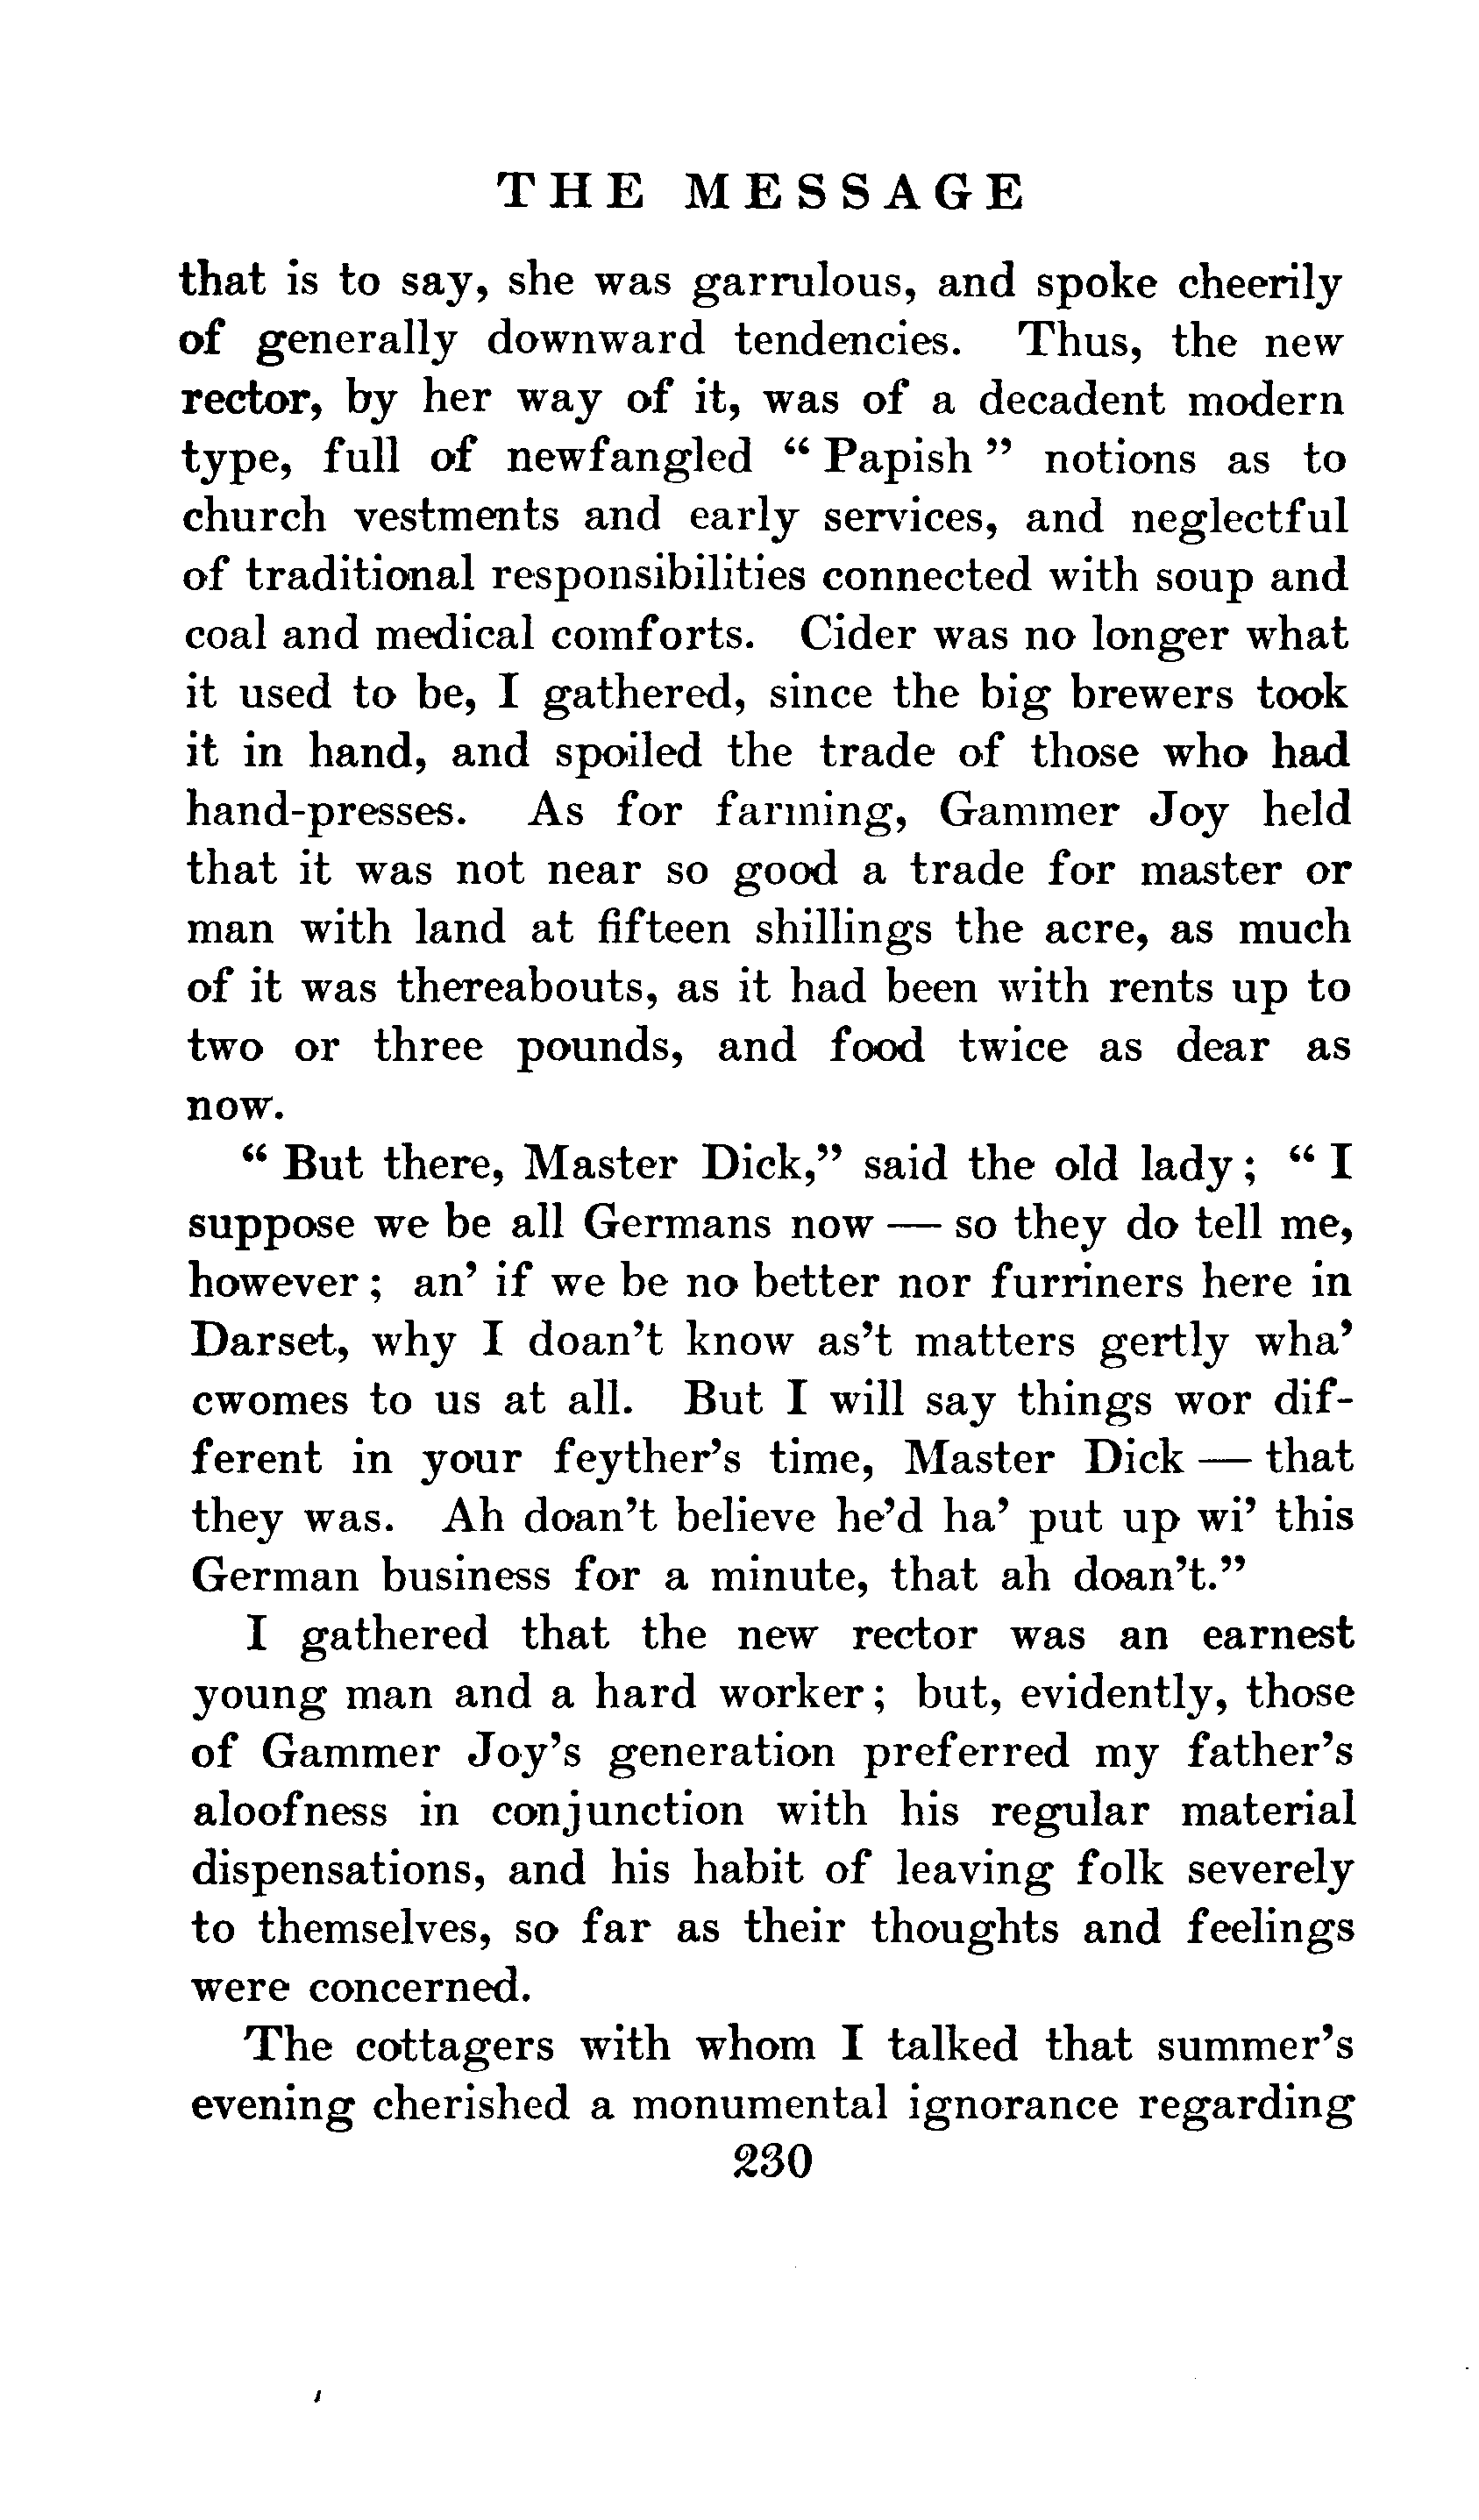 THE MESSAGE
that is to say, she was garrulous, and spoke cheerily
of generally downward tendencies. Thus, the new
rector, by her way of it, was of a decadent modern
type, full of newfangled “ Papish ” notions as to
church vestments and early services, and neglectful
of traditional responsibilities connected with soup and
coal and medical comforts. Cider was no longer what
it used to be, I gathered, since the big brewers took
it in hand, and spoiled the trade of those who had
hand-presses. As for farming, Gammer Joy held
that it was not near so good a trade for master or
man with land at fifteen shillings the acre, as much
of it was thereabouts, as it had been with rents up to
two or three pounds, and food twice as dear as
now.
“ But there, Master Dick,” said the old lady ; “ I
suppose we be all Germans now — so they do tell me,
however ; an’ if we be no better nor furriners here in
Darset, why I doan’t know as’t matters gertly wha’
cwomes to us at all. But I will say things wor dif-
ferent in your feyther’s time, Master Dick — that
they was. Ah doan’t believe he’d ha’ put up wi’ this
German business for a minute, that ah doan’t.”
I gathered that the new rector was an earnest
young man and a hard worker ; but, evidently, those
of Gammer Joy’s generation preferred my father’s
aloofness in conjunction with his regular material
dispensations, and his habit of leaving folk severely
to themselves, so far as their thoughts and feelings
were concerned.
The cottagers with whom I talked that summer’s
evening cherished a monumental ignorance regarding
230